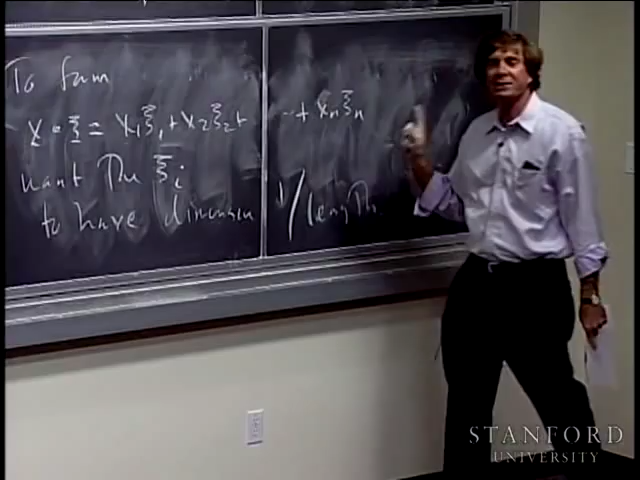 To form
x · ξ = x₁ξ₁ + x₂ξ₂ + ··· + xₙξₙ
want the ξᵢ
to have dimension 1/length
STANFORD
UNIVERSITY